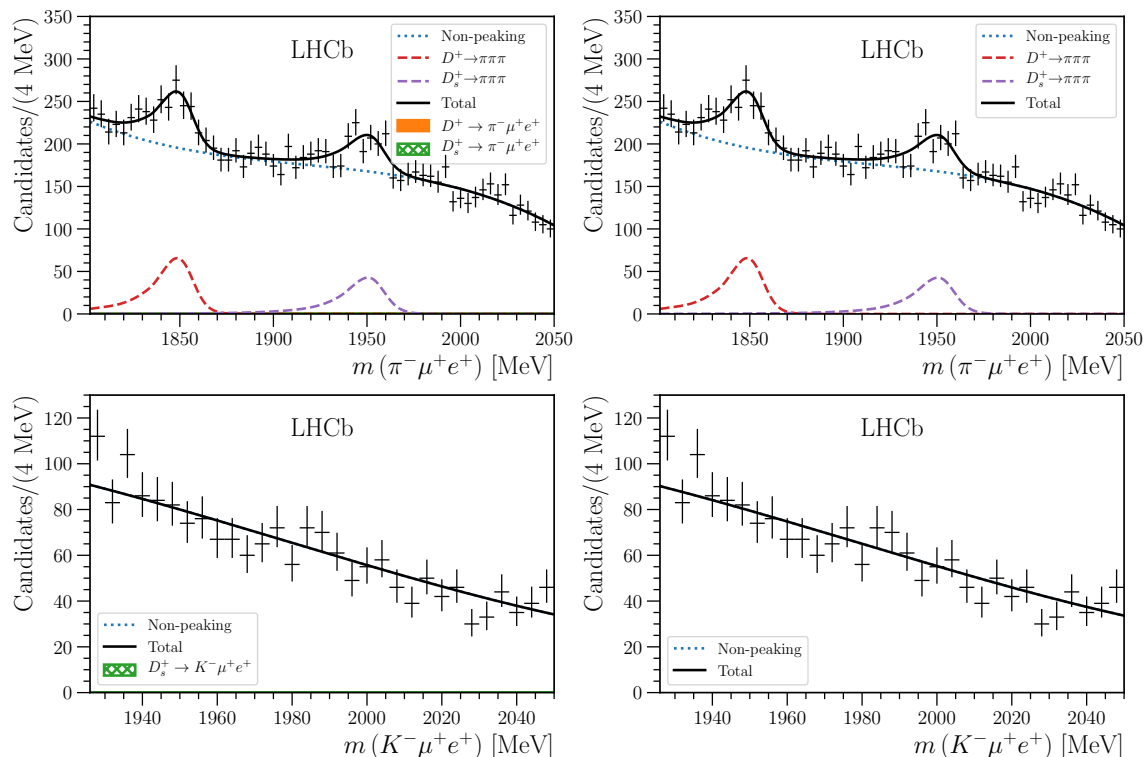 350
300
250
200
150
100
50
0
Candidates/(4 MeV)
LHCb
Non-peaking
D⁺→πππ
Dₛ⁺→πππ
Total
D⁺ → π⁻μ⁺e⁺
Dₛ⁺ → π⁻μ⁺e⁺
1850 1900 1950 2000 2050
m (π⁻μ⁺e⁺) [MeV]
350
300
250
200
150
100
50
0
Candidates/(4 MeV)
LHCb
Non-peaking
D⁺→πππ
Dₛ⁺→πππ
Total
1850 1900 1950 2000 2050
m (π⁻μ⁺e⁺) [MeV]
120
100
80
60
40
20
0
Candidates/(4 MeV)
LHCb
Non-peaking
Total
Dₛ⁺ → K⁻μ⁺e⁺
1940 1960 1980 2000 2020 2040
m (K⁻μ⁺e⁺) [MeV]
120
100
80
60
40
20
0
Candidates/(4 MeV)
LHCb
Non-peaking
Total
1940 1960 1980 2000 2020 2040
m (K⁻μ⁺e⁺) [MeV]